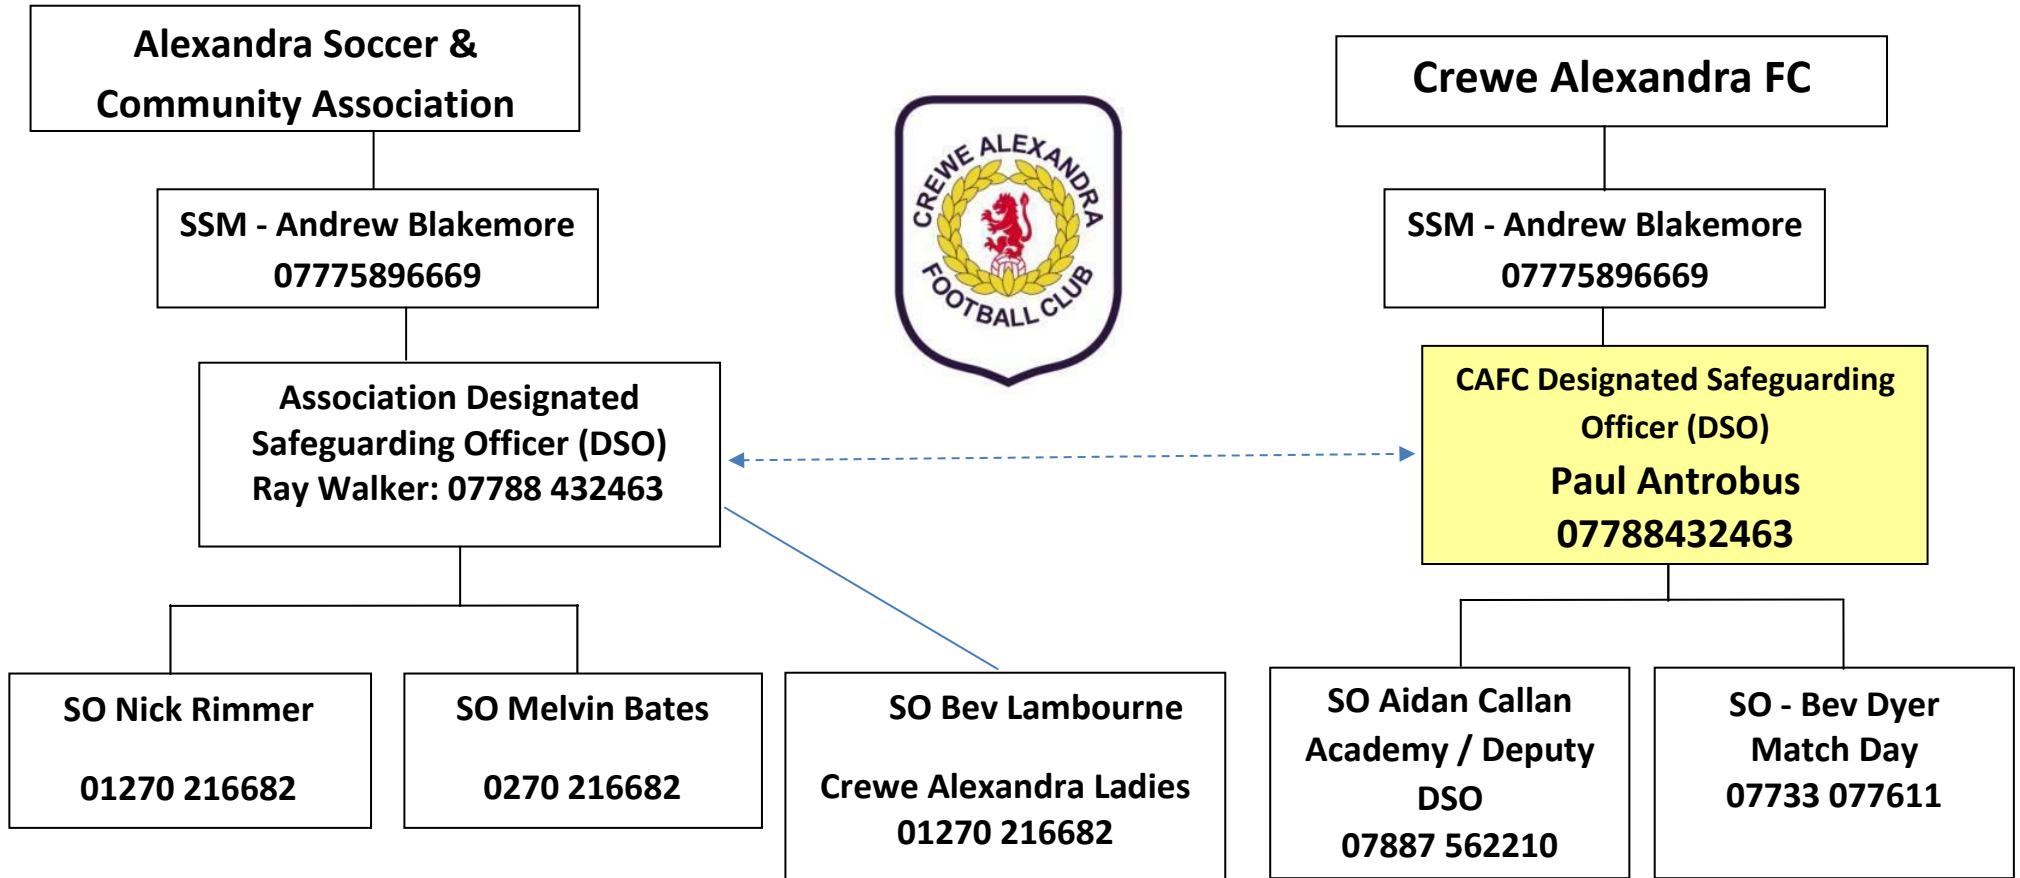 Alexandra Soccer &
Community Association
Crewe Alexandra FC
CREWE ALEXANDRA
FOOTBALL CLUB
SSM - Andrew Blakemore
07775896669
SSM - Andrew Blakemore
07775896669
Association Designated
Safeguarding Officer (DSO)
Ray Walker: 07788 432463
CAFC Designated Safeguarding
Officer (DSO)
Paul Antrobus
07788432463
SO Nick Rimmer
01270 216682
SO Melvin Bates
0270 216682
SO Bev Lambourne
Crewe Alexandra Ladies
01270 216682
SO Aidan Callan
Academy / Deputy
DSO
07887 562210
SO - Bev Dyer
Match Day
07733 077611